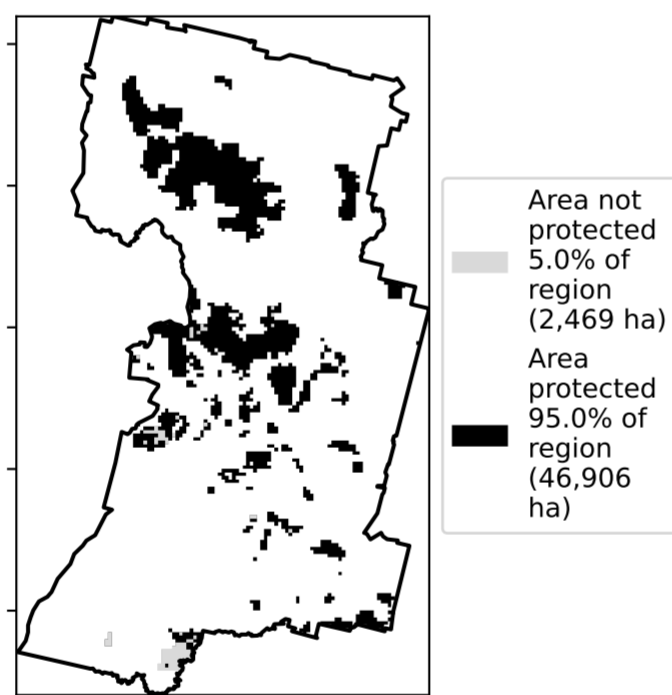 Area not
protected
5.0% of
region
(2,469 ha)
Area
protected
95.0% of
region
(46,906
ha)